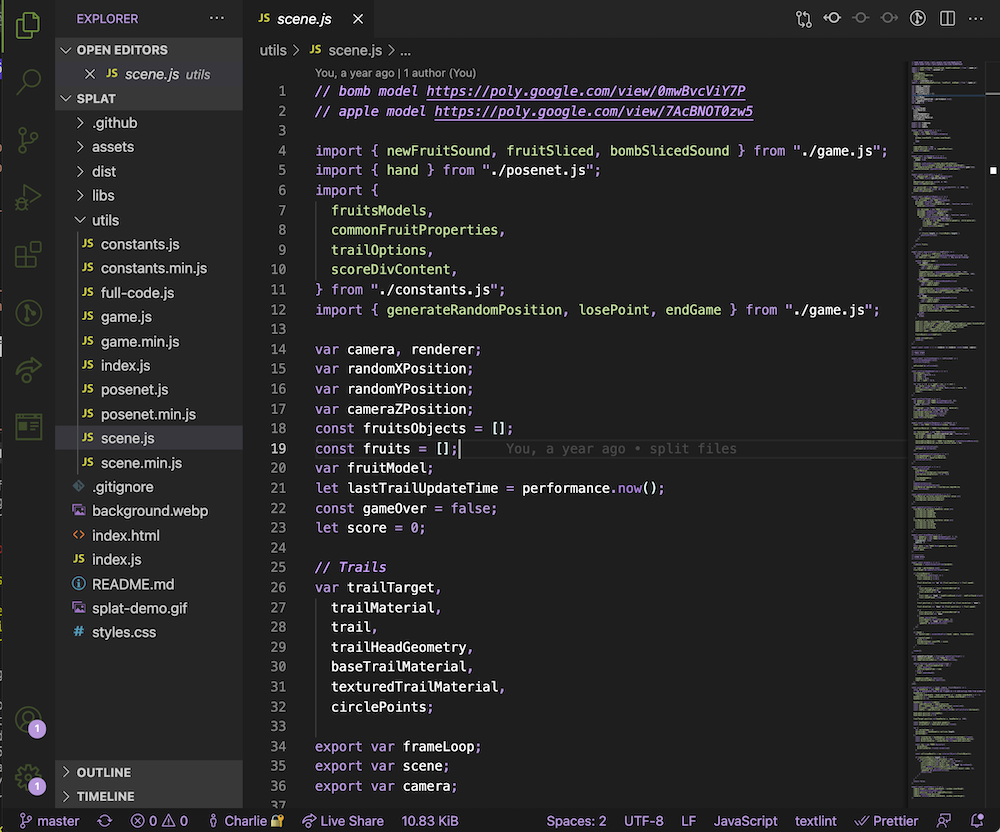 EXPLORER
OPEN EDITORS
JS scene.js utils
SPLAT
.github
assets
dist
libs
utils
JS constants.js
JS constants.min.js
JS full-code.js
JS game.js
JS game.min.js
JS index.js
JS posenet.js
JS posenet.min.js
JS scene.js
JS scene.min.js
.gitignore
background.webp
index.html
JS index.js
README.md
splat-demo.gif
# styles.css
OUTLINE
TIMELINE
1
1
JS scene.js
utils > JS scene.js > ...
You, a year ago | 1 author (You)
1 // bomb model https://poly.google.com/view/0mwBvcViY7P
2 // apple model https://poly.google.com/view/7AcBNOT0zw5
3
4 import { newFruitSound, fruitSliced, bombSlicedSound } from "./game.js";
5 import { hand } from "./posenet.js";
6 import {
7 fruitsModels,
8 commonFruitProperties,
9 trailOptions,
10 scoreDivContent,
11 } from "./constants.js";
12 import { generateRandomPosition, losePoint, endGame } from "./game.js";
13
14 var camera, renderer;
15 var randomXPosition;
16 var randomYPosition;
17 var cameraZPosition;
18 const fruitsObjects = [];
19 const fruits = []; You, a year ago • split files
20 var fruitModel;
21 let lastTrailUpdateTime = performance.now();
22 const gameOver = false;
23 let score = 0;
24
25 // Trails
26 var trailTarget,
27 trailMaterial,
28 trail,
29 trailHeadGeometry,
30 baseTrailMaterial,
31 texturedTrailMaterial,
32 circlePoints;
33
34 export var frameLoop;
35 export var scene;
36 export var camera;
37
master 0 0 Charlie Live Share 10.83 KiB Spaces: 2 UTF-8 LF JavaScript textlint Prettier